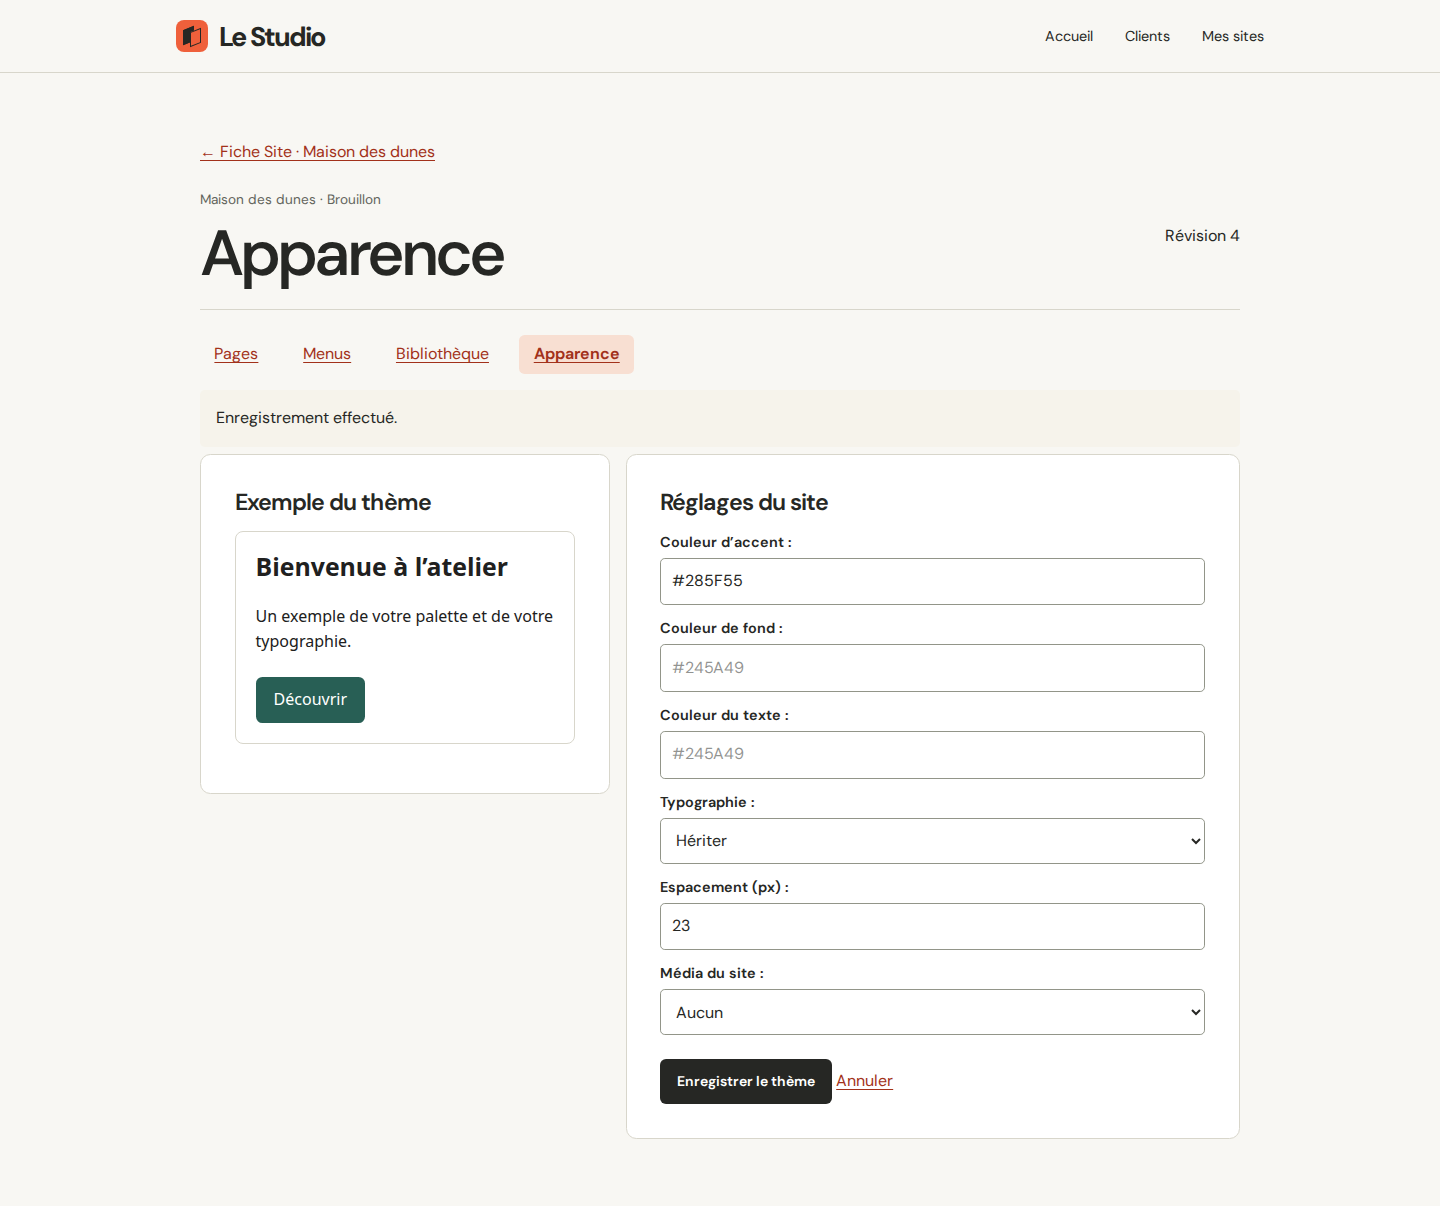 Le Studio
Accueil
Clients
Mes sites
← Fiche Site · Maison des dunes
Maison des dunes · Brouillon
Apparence
Révision 4
Pages
Menus
Bibliothèque
Apparence
Enregistrement effectué.
Exemple du thème
Bienvenue à l’atelier
Un exemple de votre palette et de votre
typographie.
Découvrir
Réglages du site
Couleur d’accent :
#285F55
Couleur de fond :
#245A49
Couleur du texte :
#245A49
Typographie :
Hériter
Espacement (px) :
23
Média du site :
Aucun
Enregistrer le thème
Annuler